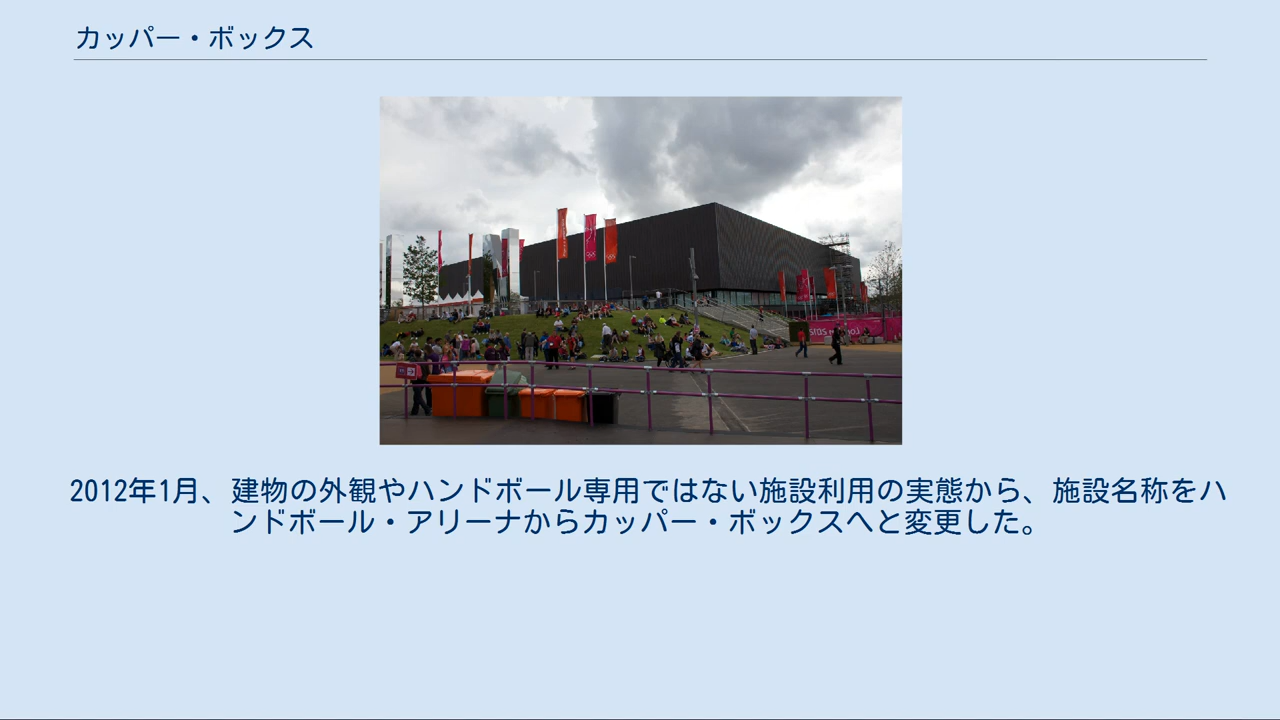 カッパー・ボックス
2012年1月、建物の外観やハンドボール専用ではない施設利用の実態から、施設名称をハ
ンドボール・アリーナからカッパー・ボックスへと変更した。